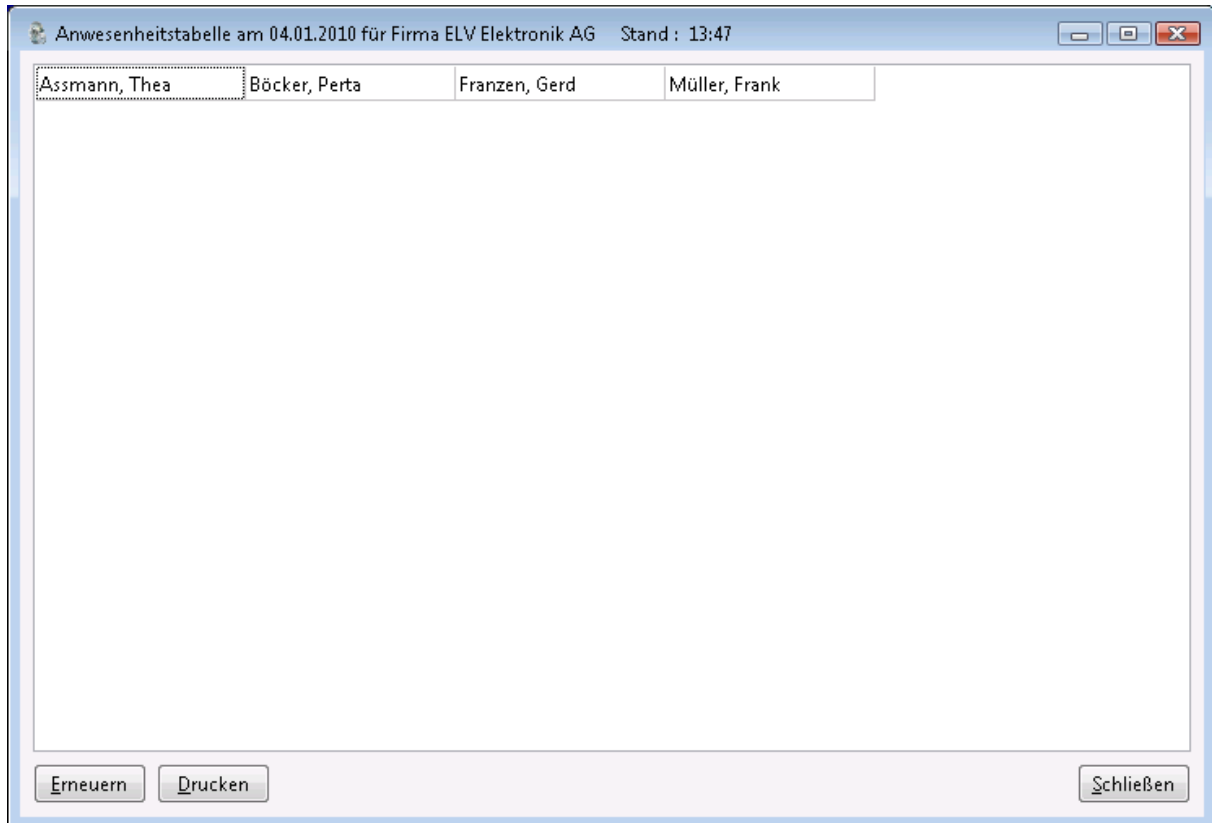 Anwesenheitstabelle am 04.01.2010 für Firma ELV Elektronik AG Stand : 13:47
Assmann, Thea Böcker, Perta Franzen, Gerd Müller, Frank
Erneuern Drucken Schließen